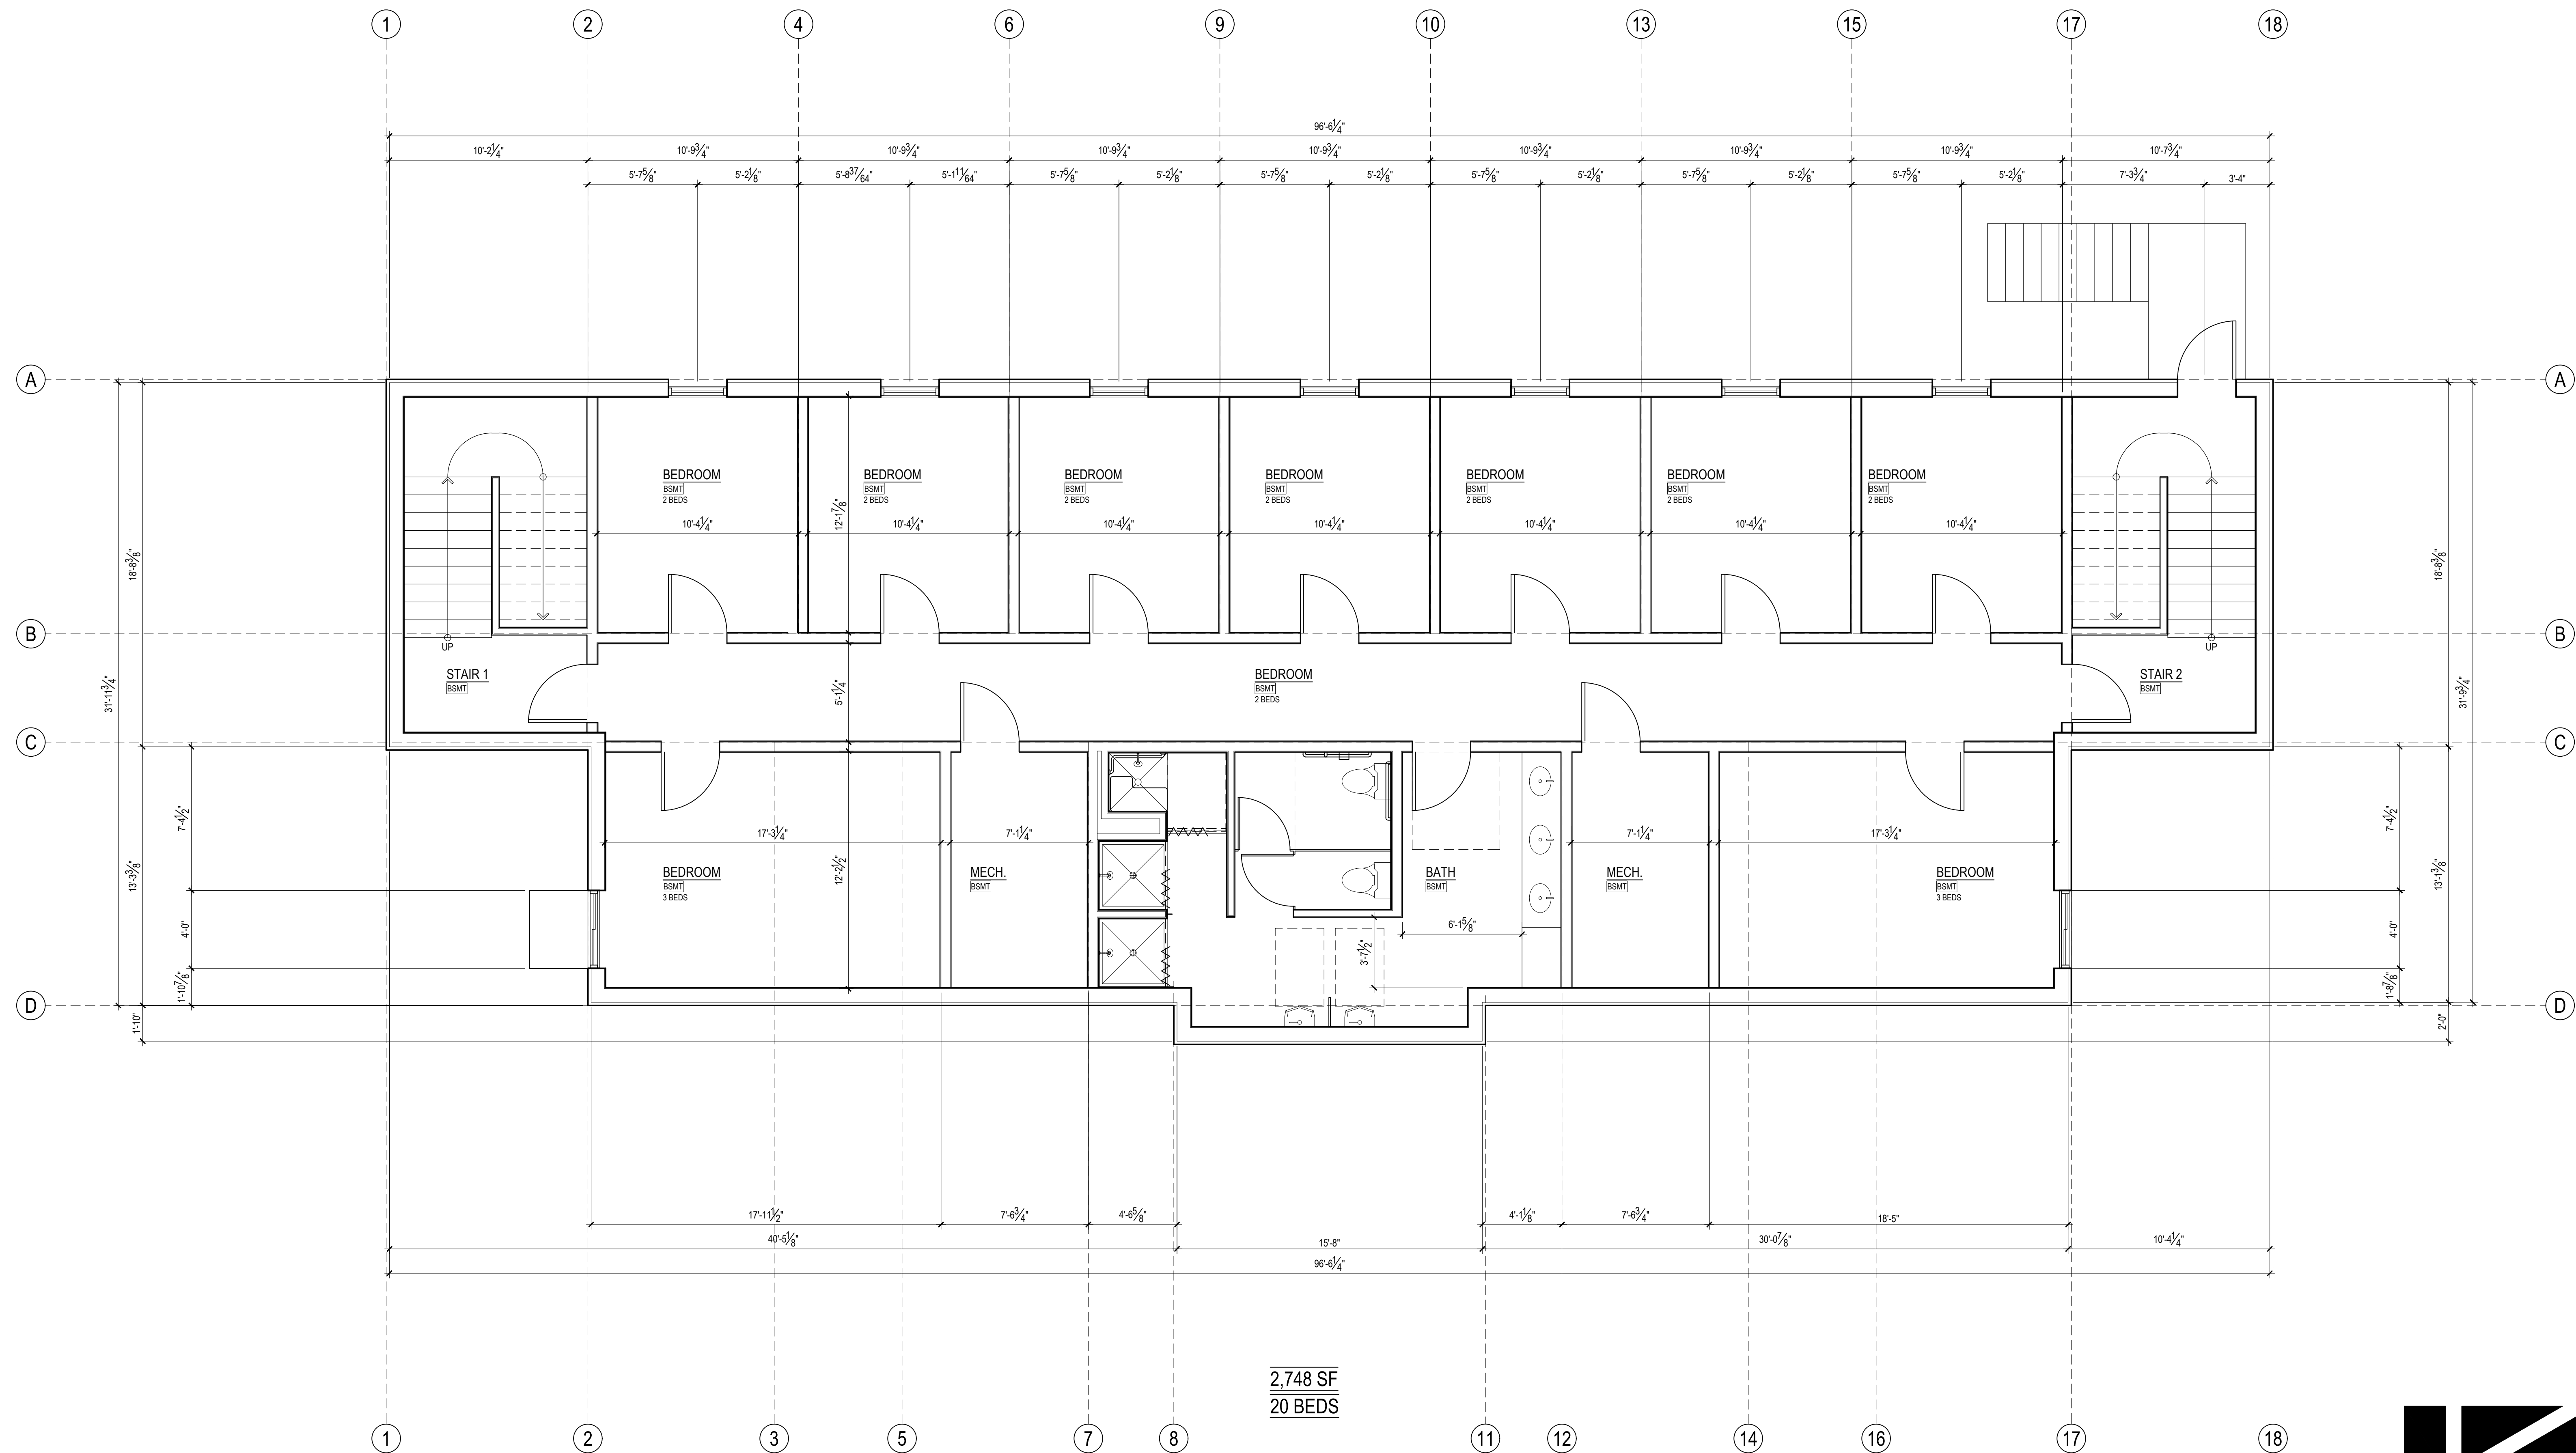 1 2 4 6 9 10 13 15 17 18
96'-6 1/4"
10'-2 1/4" 10'-9 3/4" 10'-9 3/4" 10'-9 3/4" 10'-9 3/4" 10'-9 3/4" 10'-9 3/4" 10'-9 3/4" 10'-7 3/4"
5'-7 5/8" 5'-2 1/8" 5'-8 37/64" 5'-1 11/64" 5'-7 5/8" 5'-2 1/8" 5'-7 5/8" 5'-2 1/8" 5'-7 5/8" 5'-2 1/8" 5'-7 5/8" 5'-2 1/8" 5'-7 5/8" 5'-2 1/8" 7'-3 3/4" 3'-4"
A A
BEDROOM BEDROOM BEDROOM BEDROOM BEDROOM BEDROOM BEDROOM
BSMT BSMT BSMT BSMT BSMT BSMT BSMT
2 BEDS 2 BEDS 2 BEDS 2 BEDS 2 BEDS 2 BEDS 2 BEDS
12'-1 7/8"
10'-4 1/4" 10'-4 1/4" 10'-4 1/4" 10'-4 1/4" 10'-4 1/4" 10'-4 1/4" 10'-4 1/4"
18'-8 3/8" 18'-8 3/8"
B B
UP UP
STAIR 1 BEDROOM STAIR 2
BSMT BSMT BSMT
2 BEDS
31'-11 3/4" 5'-1 1/4" 31'-9 3/4"
C C
7'-4 1/2" 7'-4 1/2"
17'-3 1/4" 7'-1 1/4" 7'-1 1/4" 17'-3 1/4"
13'-3 3/8" 12'-2 1/2" 13'-1 3/8"
BEDROOM MECH. BATH MECH. BEDROOM
BSMT BSMT BSMT BSMT BSMT
3 BEDS 3 BEDS
4'-0" 6'-1 5/8" 4'-0"
3'-7 1/2"
1'-10 7/8" 1'-8 7/8"
D D
1'-10" 2'-0"
17'-11 1/2" 7'-6 3/4" 4'-6 5/8" 4'-1 1/8" 7'-6 3/4" 18'-5"
40'-5 1/8" 15'-8" 30'-0 7/8" 10'-4 1/4"
96'-6 1/4"
2,748 SF
20 BEDS
1 2 3 5 7 8 11 12 14 16 17 18